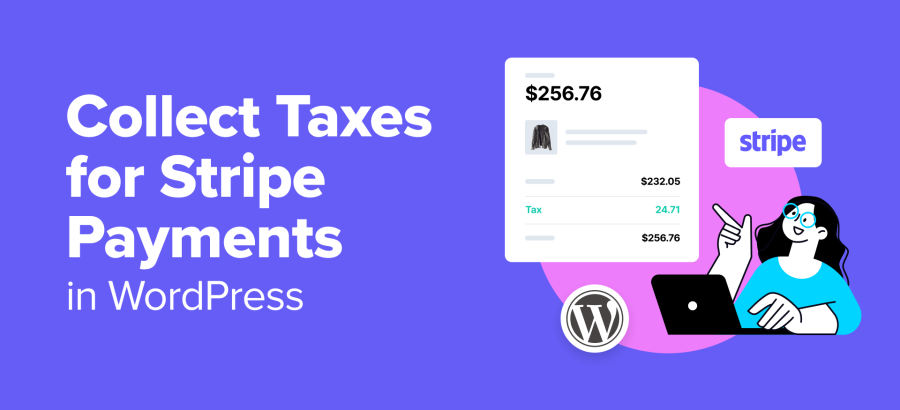 Collect Taxes
for Stripe
Payments
in WordPress
$256.76
$232.05
Tax 24.71
$256.76
stripe
W